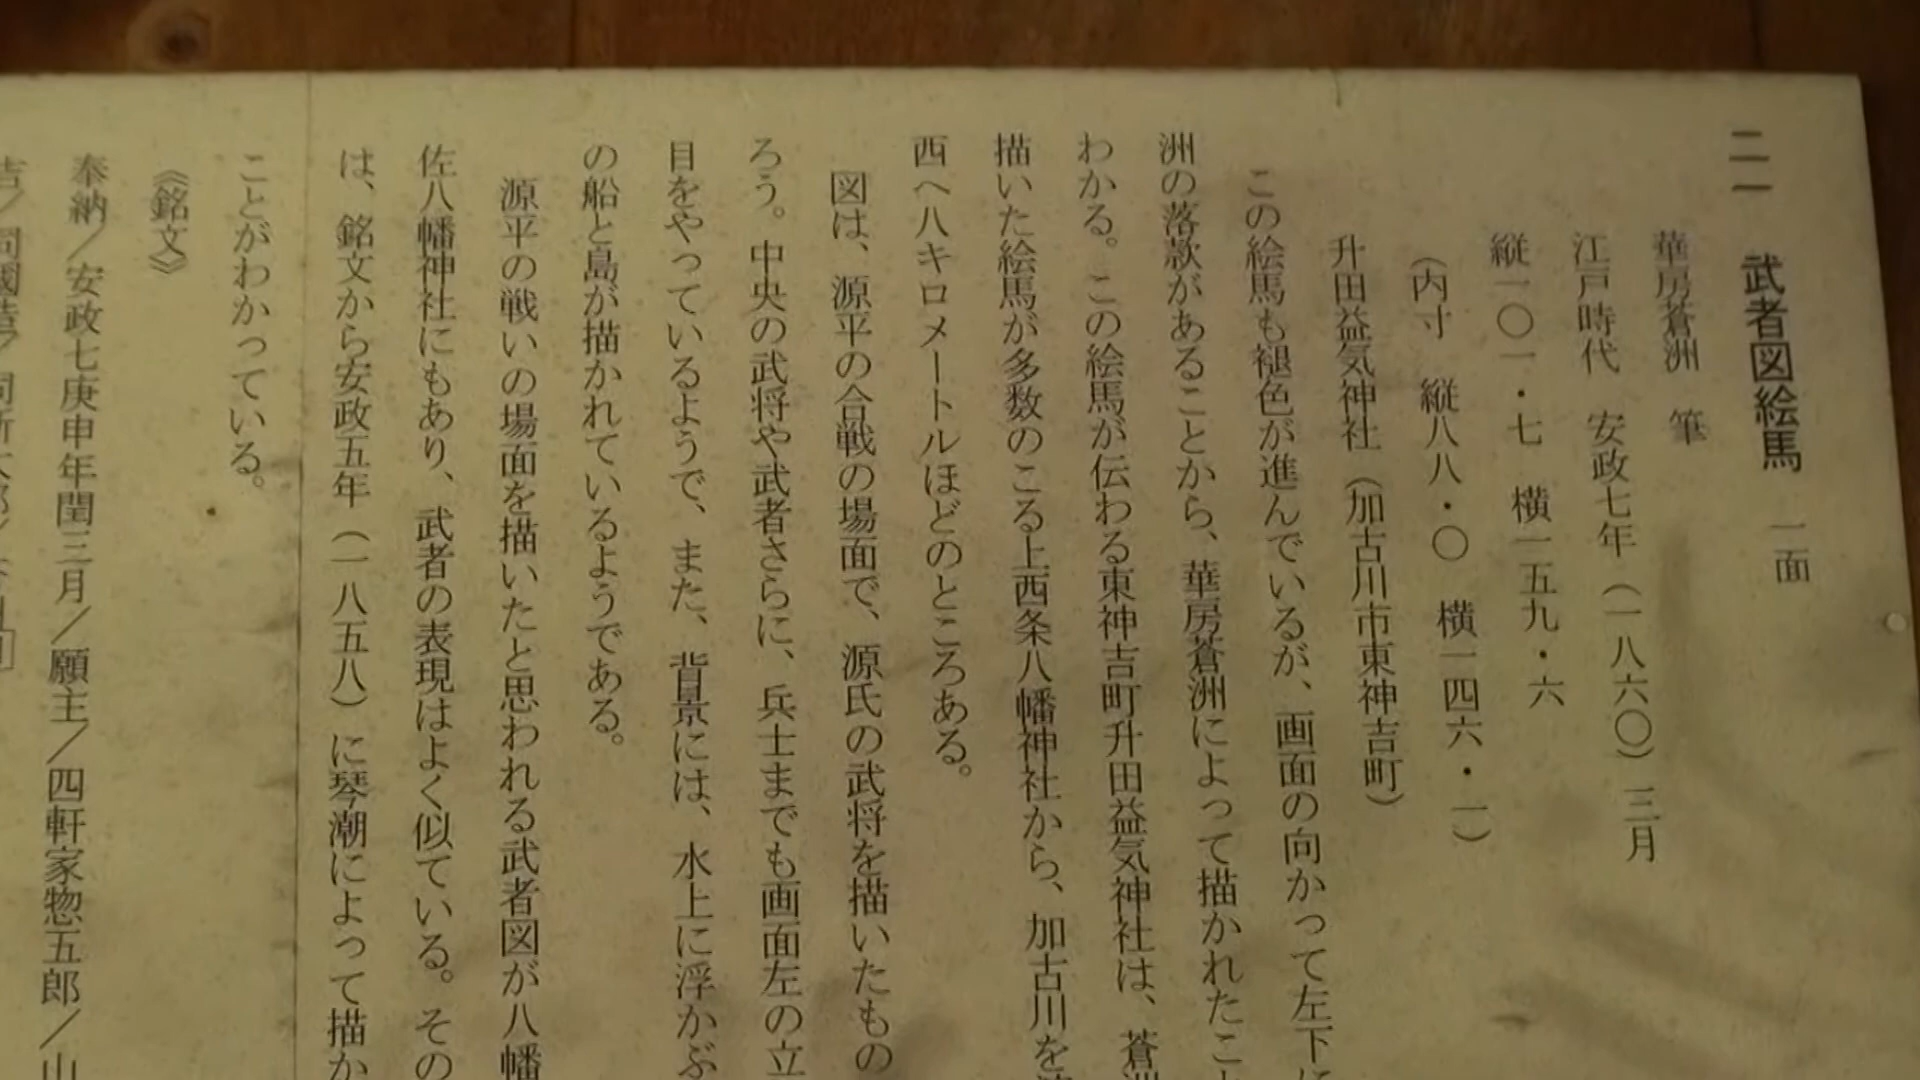 二一　武者図絵馬　一面
華房蒼洲　筆
江戸時代　安政七年（一八六〇）三月
縦一〇一・七　横一五九・六
（内寸　縦八八・〇　横一四六・一）
升田益気神社（加古川市東神吉町）
この絵馬も褪色が進んでいるが、画面の向かって左下に
洲の落款があることから、華房蒼洲によって描かれたこと
わかる。この絵馬が伝わる東神吉町升田益気神社は、蒼洲
描いた絵馬が多数のこる上西条八幡神社から、加古川を
西へ八キロメートルほどのところある。
図は、源平の合戦の場面で、源氏の武将を描いたもの
ろう。中央の武将や武者さらに、兵士までも画面左の立
目をやっているようで、また、背景には、水上に浮かぶ
の船と島が描かれているようである。
源平の戦いの場面を描いたと思われる武者図が八幡
佐八幡神社にもあり、武者の表現はよく似ている。その
は、銘文から安政五年（一八五八）に琴潮によって描か
ことがわかっている。
《銘文》
奉納／安政七庚申年閏三月／願主／四軒家惣五郎／山
吉／同國造／同新太郎／